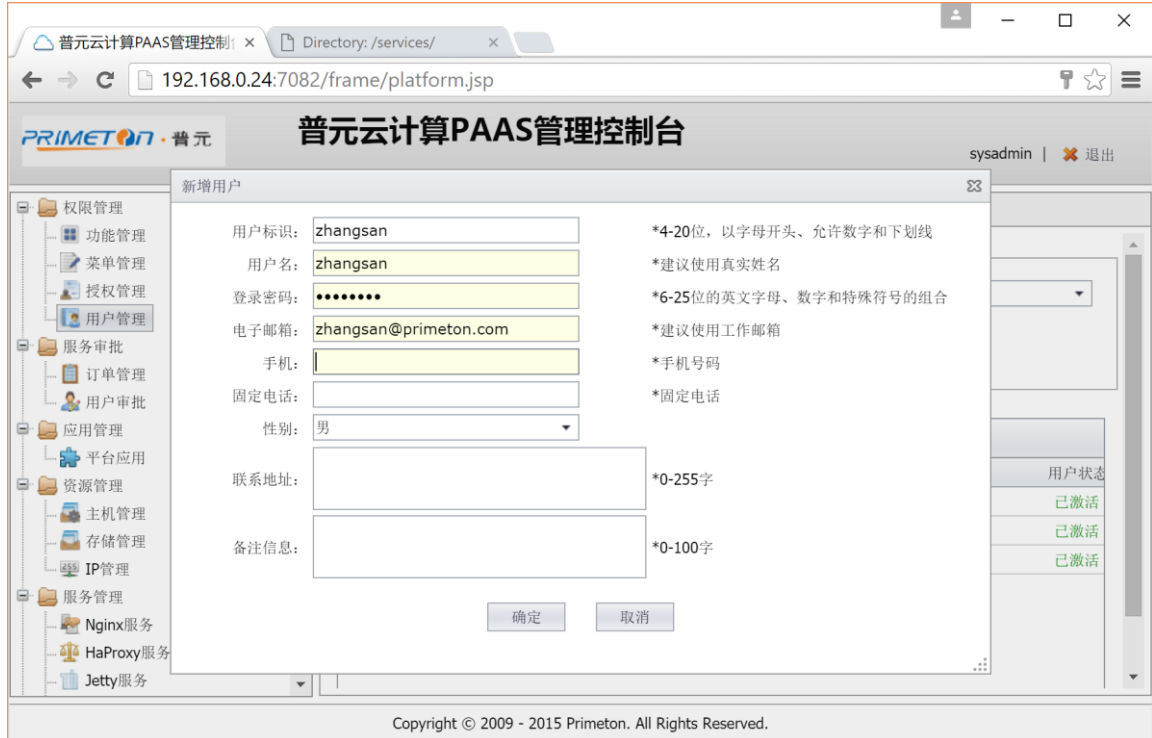 普元云计算PAAS管理控制台
Directory: /services/
192.168.0.24:7082/frame/platform.jsp
PRIMETON·普元
普元云计算PAAS管理控制台
sysadmin | 退出
权限管理
功能管理
菜单管理
授权管理
用户管理
服务审批
订单管理
用户审批
应用管理
平台应用
资源管理
主机管理
存储管理
IP管理
服务管理
Nginx服务
HaProxy服务
Jetty服务
新增用户
用户标识: zhangsan *4-20位，以字母开头、允许数字和下划线
用户名: zhangsan *建议使用真实姓名
登录密码: •••••••• *6-25位的英文字母、数字和特殊符号的组合
电子邮箱: zhangsan@primeton.com *建议使用工作邮箱
手机: *手机号码
固定电话: *固定电话
性别: 男
联系地址: *0-255字
备注信息: *0-100字
确定 取消
用户状态
已激活
已激活
已激活
Copyright © 2009 - 2015 Primeton. All Rights Reserved.